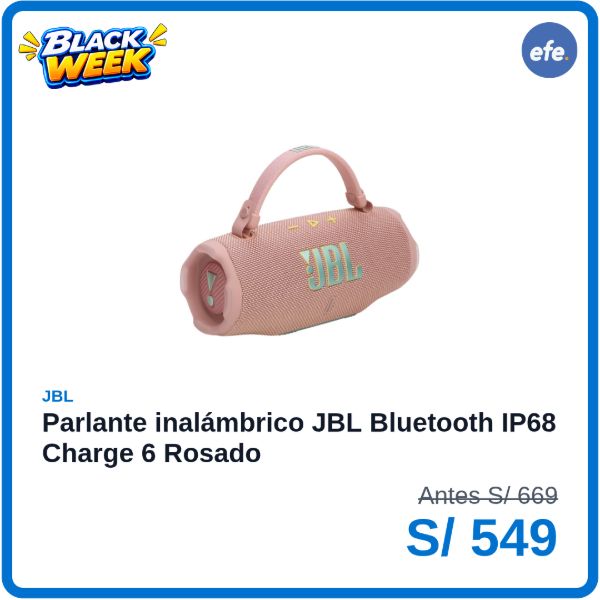 BLACK
WEEK
efe.
JBL
JBL
Parlante inalámbrico JBL Bluetooth IP68
Charge 6 Rosado
Antes S/ 669
S/ 549